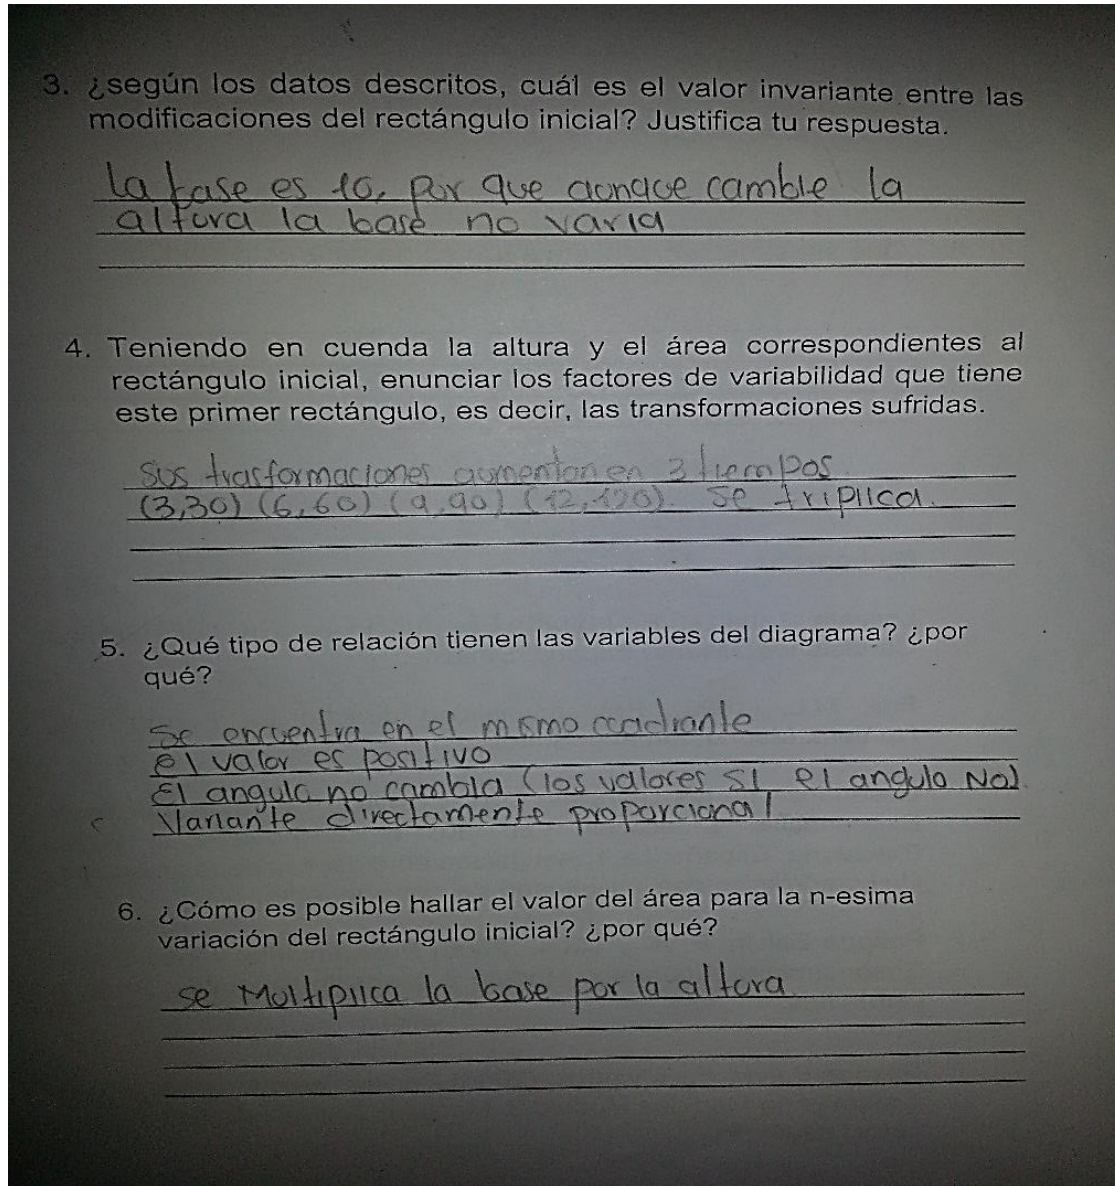 3. ¿según los datos descritos, cuál es el valor invariante entre las
modificaciones del rectángulo inicial? Justifica tu respuesta.
la base es 10, por que aunque cambie la
altura la base no varia
4. Teniendo en cuenda la altura y el área correspondientes al
rectángulo inicial, enunciar los factores de variabilidad que tiene
este primer rectángulo, es decir, las transformaciones sufridas.
sus trasformaciones aumentan en 3 tiempos
(3,30) (6,60) (9,90) (12,120). se triplica.
5. ¿Qué tipo de relación tienen las variables del diagrama? ¿por
qué?
se encuentra en el mismo cuadrante
el valor es positivo
El angulo no cambia (los valores SI el angulo No)
Variante directamente proporcional
6. ¿Cómo es posible hallar el valor del área para la n-esima
variación del rectángulo inicial? ¿por qué?
se Multiplica la base por la altura